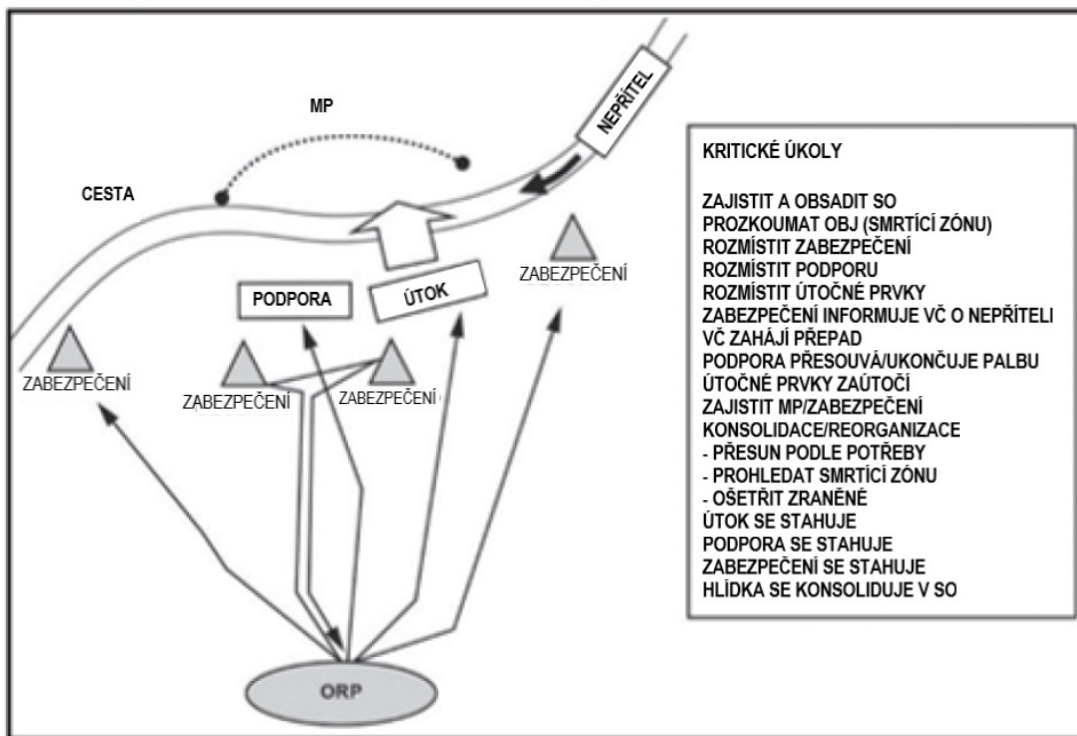 NEPŘÍTEL
MP
CESTA
ZABEZPEČENÍ
PODPORA
ÚTOK
ZABEZPEČENÍ
ZABEZPEČENÍ
ZABEZPEČENÍ
ORP
KRITICKÉ ÚKOLY
ZAJISTIT A OBSADIT SO
PROZKOUMAT OBJ (SMRTÍCÍ ZÓNU)
ROZMÍSTIT ZABEZPEČENÍ
ROZMÍSTIT PODPORU
ROZMÍSTIT ÚTOČNÉ PRVKY
ZABEZPEČENÍ INFORMUJE VČ O NEPŘÍTELI
VČ ZAHÁJÍ PŘEPAD
PODPORA PŘESOUVÁ/UKONČUJE PALBU
ÚTOČNÉ PRVKY ZAÚTOČÍ
ZAJISTIT MP/ZABEZPEČENÍ
KONSOLIDACE/REORGANIZACE
- PŘESUN PODLE POTŘEBY
- PROHLEDAT SMRTÍCÍ ZÓNU
- OŠETŘIT ZRANĚNÉ
ÚTOK SE STAHUJE
PODPORA SE STAHUJE
ZABEZPEČENÍ SE STAHUJE
HLÍDKA SE KONSOLIDUJE V SO